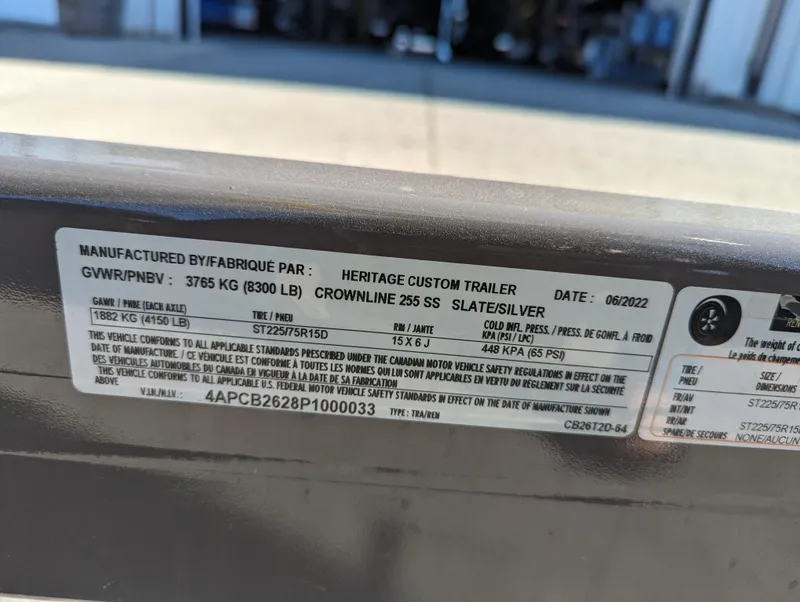 MANUFACTURED BY/FABRIQUÉ PAR : HERITAGE CUSTOM TRAILER DATE : 06/2022
GVWR/PNBV : 3765 KG (8300 LB) CROWNLINE 255 SS SLATE/SILVER
GAWR / PNBE (EACH AXLE) TIRE / PNEU RIM / JANTE COLD INFL. PRESS. / PRESS. DE GONFL. À FROID
KPA (PSI / LPC)
1882 KG (4150 LB) ST225/75R15D 15 X 6 J 448 KPA (65 PSI)
THIS VEHICLE CONFORMS TO ALL APPLICABLE STANDARDS PRESCRIBED UNDER THE CANADIAN MOTOR VEHICLE SAFETY REGULATIONS IN EFFECT ON THE
DATE OF MANUFACTURE. / CE VÉHICULE EST CONFORME À TOUTES LES NORMES QUI LUI SONT APPLICABLES EN VERTU DU RÈGLEMENT SUR LA SÉCURITÉ
DES VÉHICULES AUTOMOBILES DU CANADA EN VIGUEUR À LA DATE DE SA FABRICATION
THIS VEHICLE CONFORMS TO ALL APPLICABLE U.S. FEDERAL MOTOR VEHICLE SAFETY STANDARDS IN EFFECT ON THE DATE OF MANUFACTURE SHOWN
ABOVE
V.I.N./N.I.V. : 4APCB2628P1000033 TYPE : TRA/REM CB26T2D-64
The weight of
Le poids du
TIRE / SIZE /
PNEU DIMENSIONS
FR/AV ST225/75R
INT/INT
RR/AR ST225/75R15
SPARE/DE SECOURS NONE/AUCUN